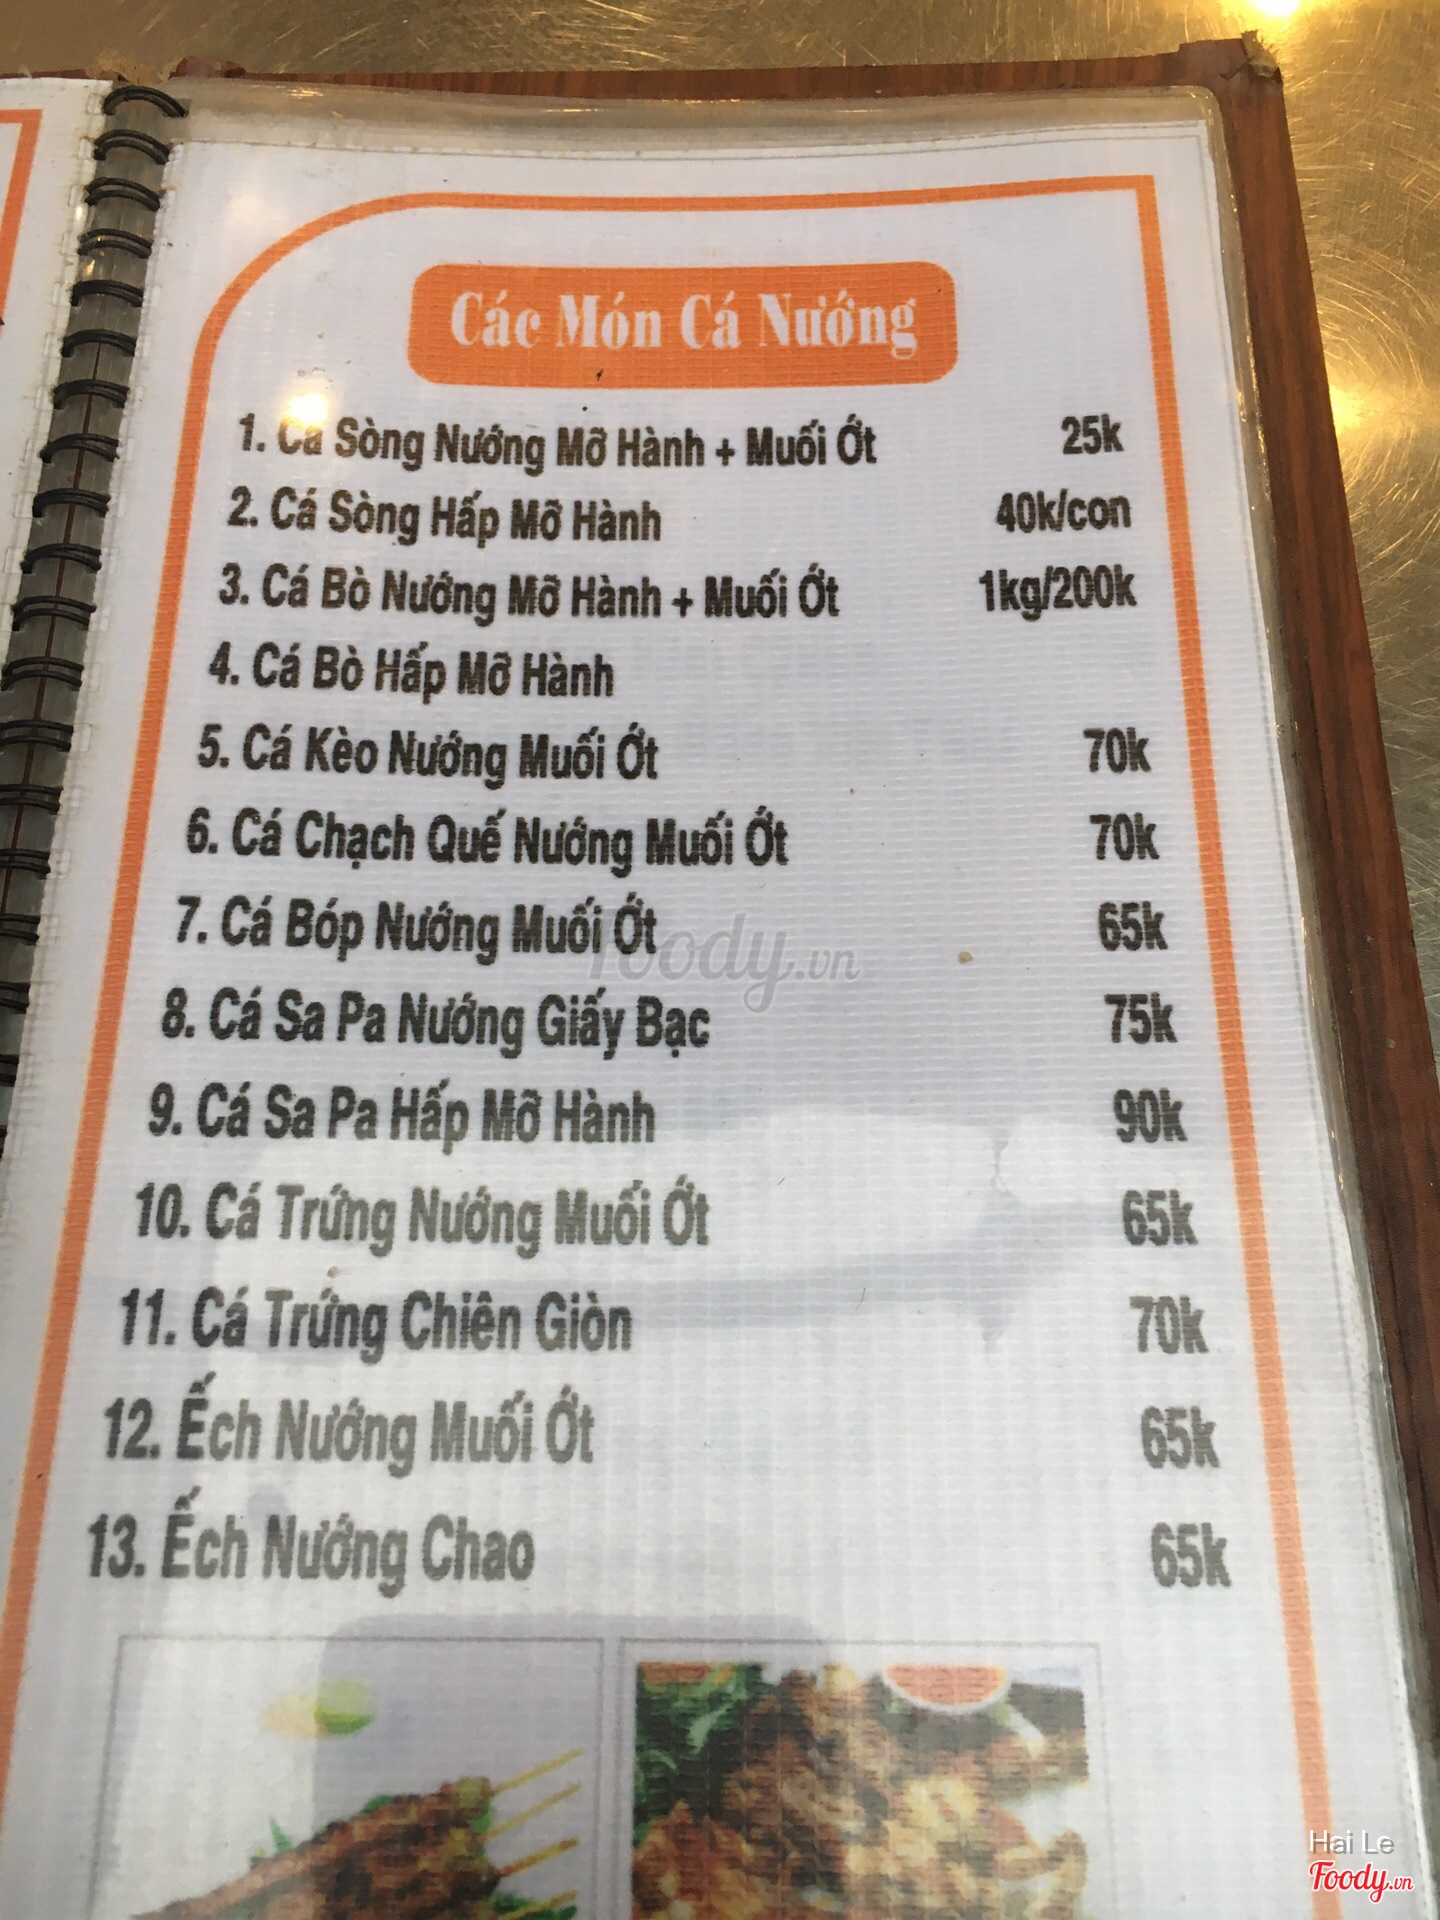 Các Món Cá Nướng
1. Cá Sòng Nướng Mỡ Hành + Muối Ớt 25k
2. Cá Sòng Hấp Mỡ Hành 40k/con
3. Cá Bò Nướng Mỡ Hành + Muối Ớt 1kg/200k
4. Cá Bò Hấp Mỡ Hành
5. Cá Kèo Nướng Muối Ớt 70k
6. Cá Chạch Quế Nướng Muối Ớt 70k
7. Cá Bóp Nướng Muối Ớt 65k
foody.vn
8. Cá Sa Pa Nướng Giấy Bạc 75k
9. Cá Sa Pa Hấp Mỡ Hành 90k
10. Cá Trứng Nướng Muối Ớt 65k
11. Cá Trứng Chiên Giòn 70k
12. Ếch Nướng Muối Ớt 65k
13. Ếch Nướng Chao 65k
Hai Le
Foody.vn